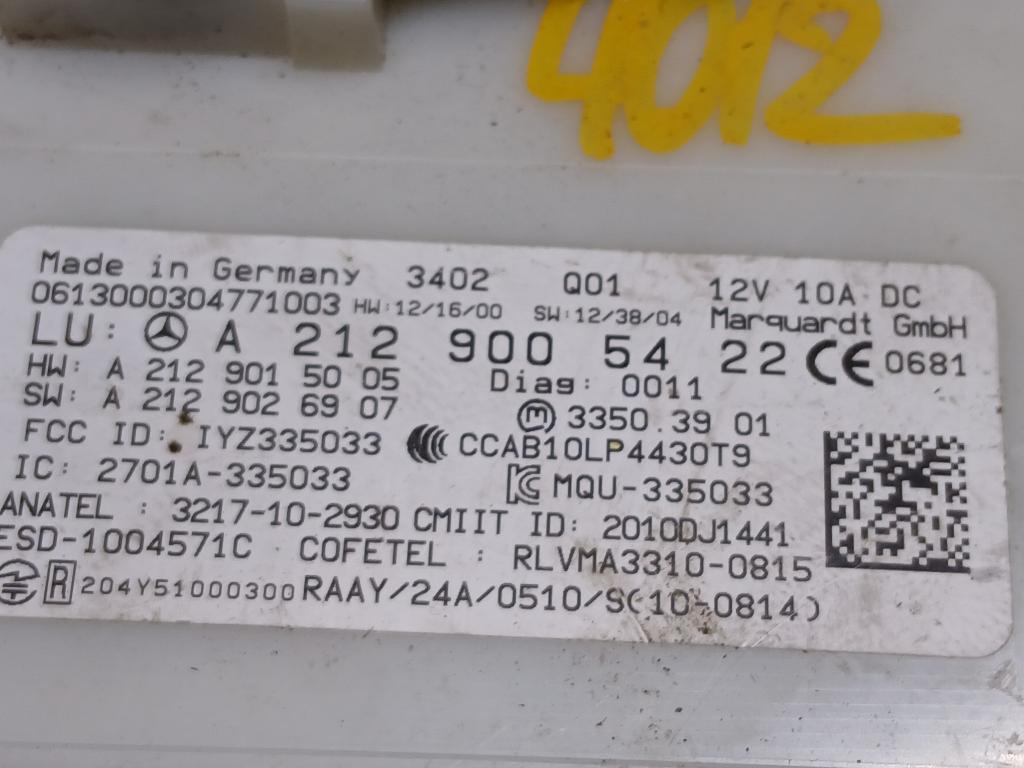 4012
Made in Germany 3402 Q01 12V 10A DC
0613000304771003 HW:12/16/00 SW:12/38/04 Marquardt GmbH
LU: A 212 900 54 22 CE 0681
HW: A 212 901 50 05 Diag: 0011
SW: A 212 902 69 07 m 3350.39 01
FCC ID: IYZ335033 CCAB10LP4430T9
IC: 2701A-335033 MQU-335033
ANATEL : 3217-10-2930 CMIIT ID: 2010DJ1441
ESD-1004571C COFETEL : RLVMA3310-0815
R 204Y51000300 RAAY/24A/0510/S(10-0814)